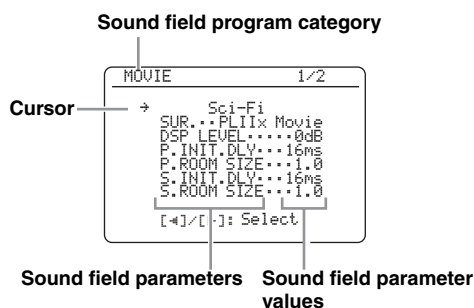 Sound field program category
MOVIE 1/2
Cursor
→ Sci-Fi
SUR.··PLIIx Movie
DSP LEVEL·····0dB
P.INIT.DLY···16ms
P.ROOM SIZE···1.0
S.INIT.DLY···16ms
S.ROOM SIZE···1.0
[◀]/[▶]: Select
Sound field parameters
Sound field parameter
values